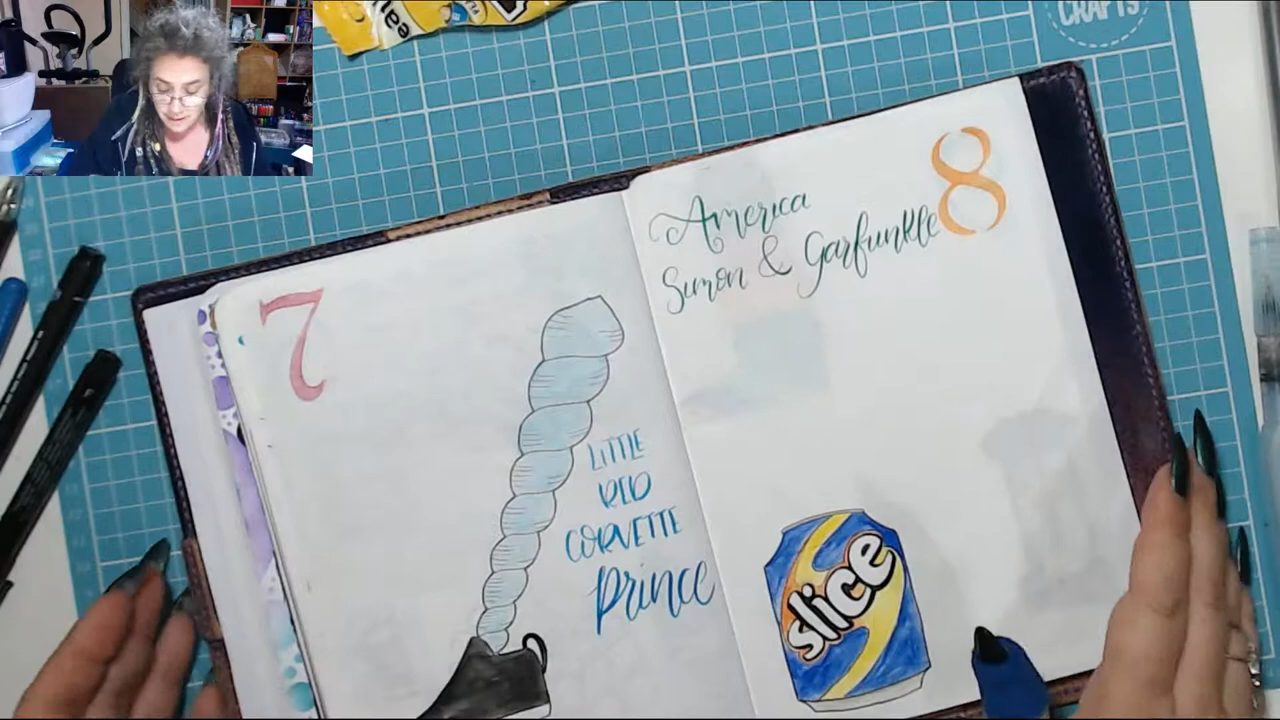 CRAFTS
7
LITTLE
RED
CORVETTE
Prince
America
Simon & Garfunkle
8
slice